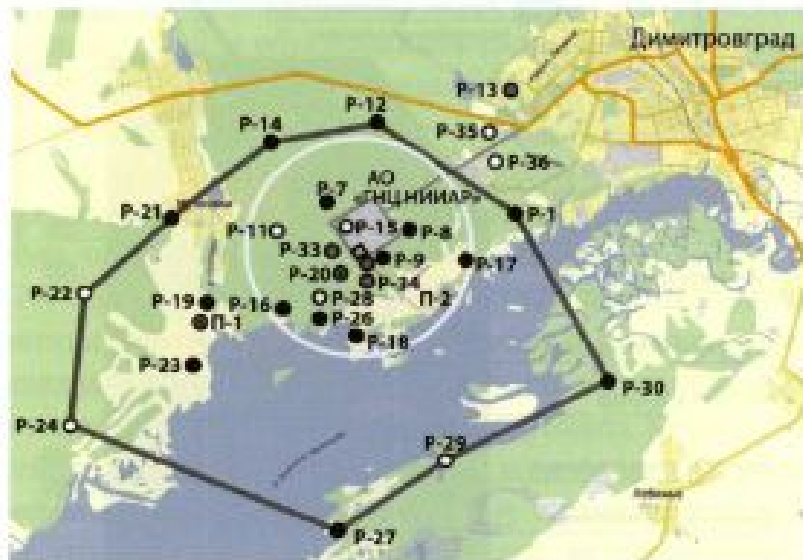 Димитровград
Р-13
Р-12
Р-35
Р-14
Р-36
АО
«ГНЦ НИИАР»
Р-7
Р-21
Р-1
Р-11
Р-15
Р-8
Р-33
Р-9
Р-17
Р-20
Р-34
Р-22
Р-28
П-2
Р-19
Р-16
П-1
Р-26
Р-18
Р-23
Р-30
Р-24
Р-29
Р-27